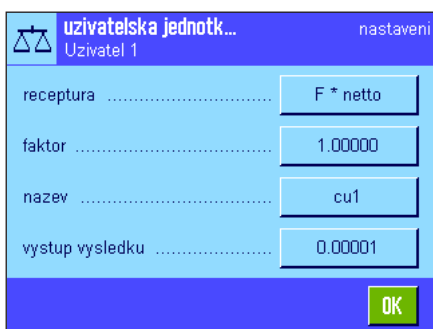 uzivatelska jednotk...
nastaveni
Uzivatel 1
receptura ................................ F * netto
faktor ...................................... 1.00000
nazev ..................................... cu1
vystup vysledku ...................... 0.00001
OK